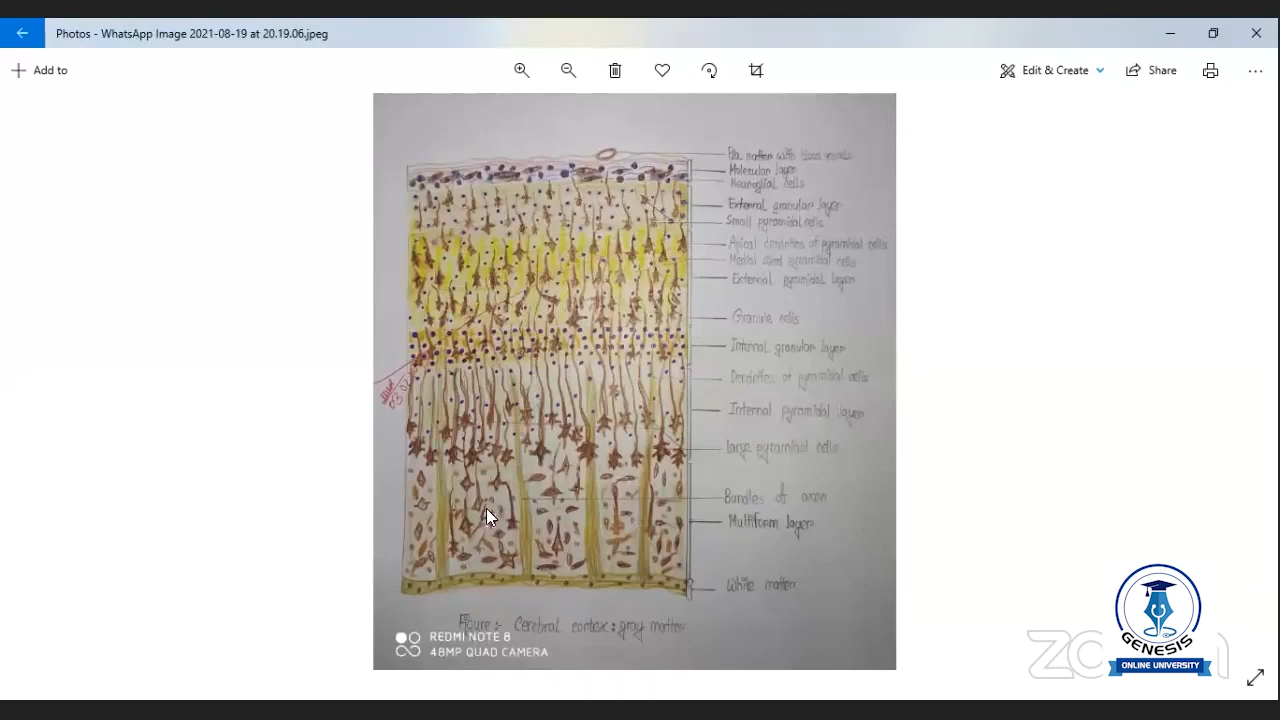 Photos - WhatsApp Image 2021-08-19 at 20.19.06.jpeg
Add to
Edit & Create
Share
Pia matter with blood vessels
Molecular layer
Neuroglial cells
External granular layer
Small pyramidal cells
Apical dendrites of pyramidal cells
Medial sized pyramidal cells
External pyramidal layer
Granule cells
Internal granular layer
Dendrites of pyramidal cells
Internal pyramidal layer
large pyramidal cells
Bundles of axon
Multiform layer
White matter
Figure:- Cerebral cortex: gray matter
REDMI NOTE 8
48MP QUAD CAMERA
GENESIS
ONLINE UNIVERSITY